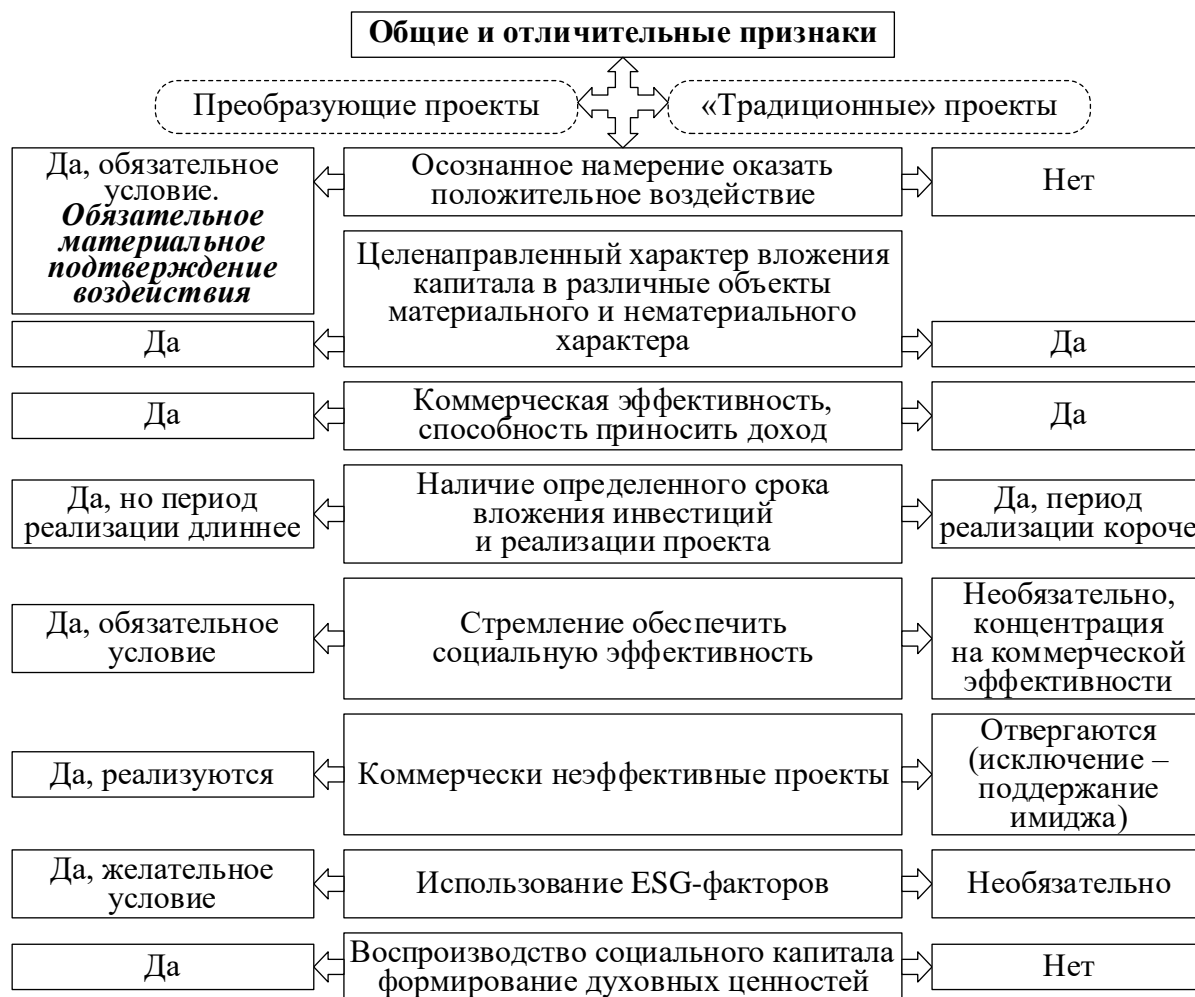 Общие и отличительные признаки
Преобразующие проекты
«Традиционные» проекты
Да, обязательное
условие.
Обязательное
материальное
подтверждение
воздействия
Осознанное намерение оказать
положительное воздействие
Нет
Да
Целенаправленный характер вложения
капитала в различные объекты
материального и нематериального
характера
Да
Да
Коммерческая эффективность,
способность приносить доход
Да
Да, но период
реализации длиннее
Наличие определенного срока
вложения инвестиций
и реализации проекта
Да, период
реализации короче
Да, обязательное
условие
Стремление обеспечить
социальную эффективность
Необязательно,
концентрация
на коммерческой
эффективности
Да, реализуются
Коммерчески неэффективные проекты
Отвергаются
(исключение –
поддержание
имиджа)
Да, желательное
условие
Использование ESG-факторов
Необязательно
Да
Воспроизводство социального капитала
формирование духовных ценностей
Нет